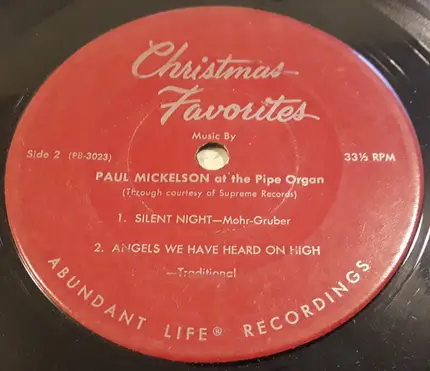 Christmas
Favorites
Music By
Side 2 (PB-3023)
33⅓ RPM
PAUL MICKELSON at the Pipe Organ
(Through courtesy of Supreme Records)
1. SILENT NIGHT—Mohr-Gruber
2. ANGELS WE HAVE HEARD ON HIGH
—Traditional
ABUNDANT LIFE® RECORDINGS